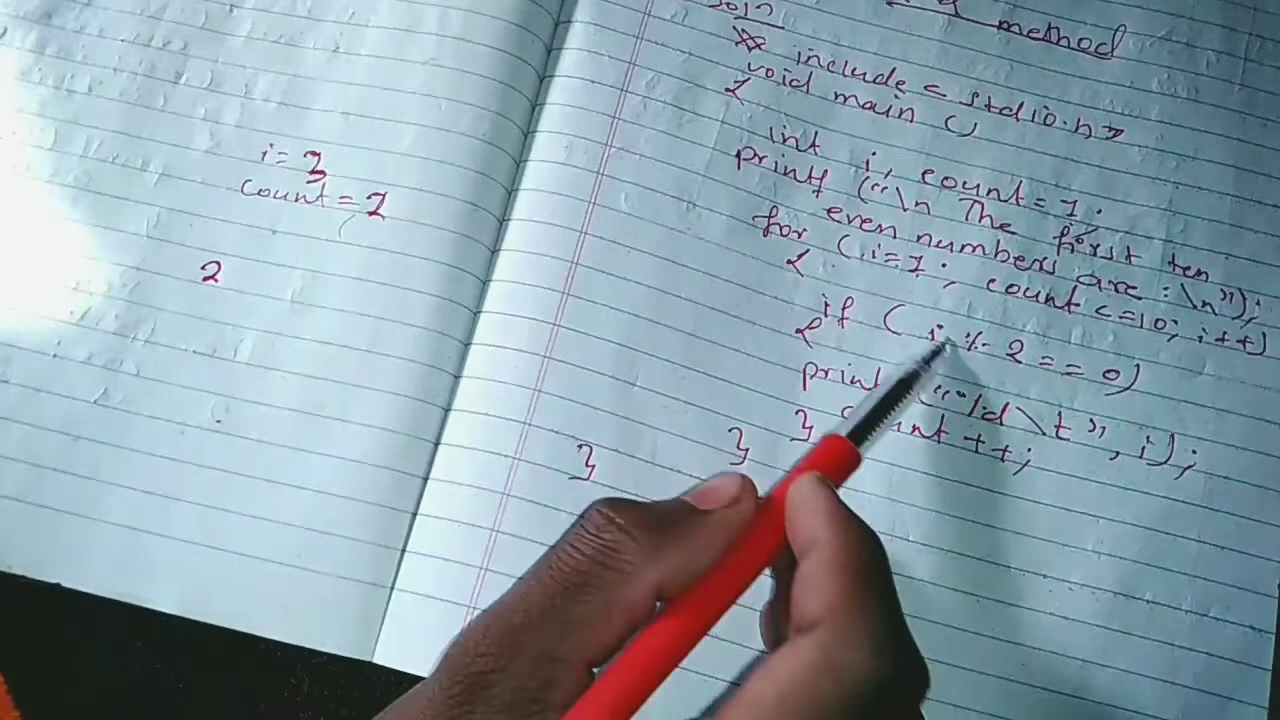 method
soln
include < stdio.h>
void main ()
{
int i, count = 1;
printf ("\n The first ten
even numbers are : \n");
for ( i=1; count <=10; i++)
{
if ( i % 2 == 0)
{
printf ("%d \t", i);
count ++;
}
}
}
i = 3
count = 2
2